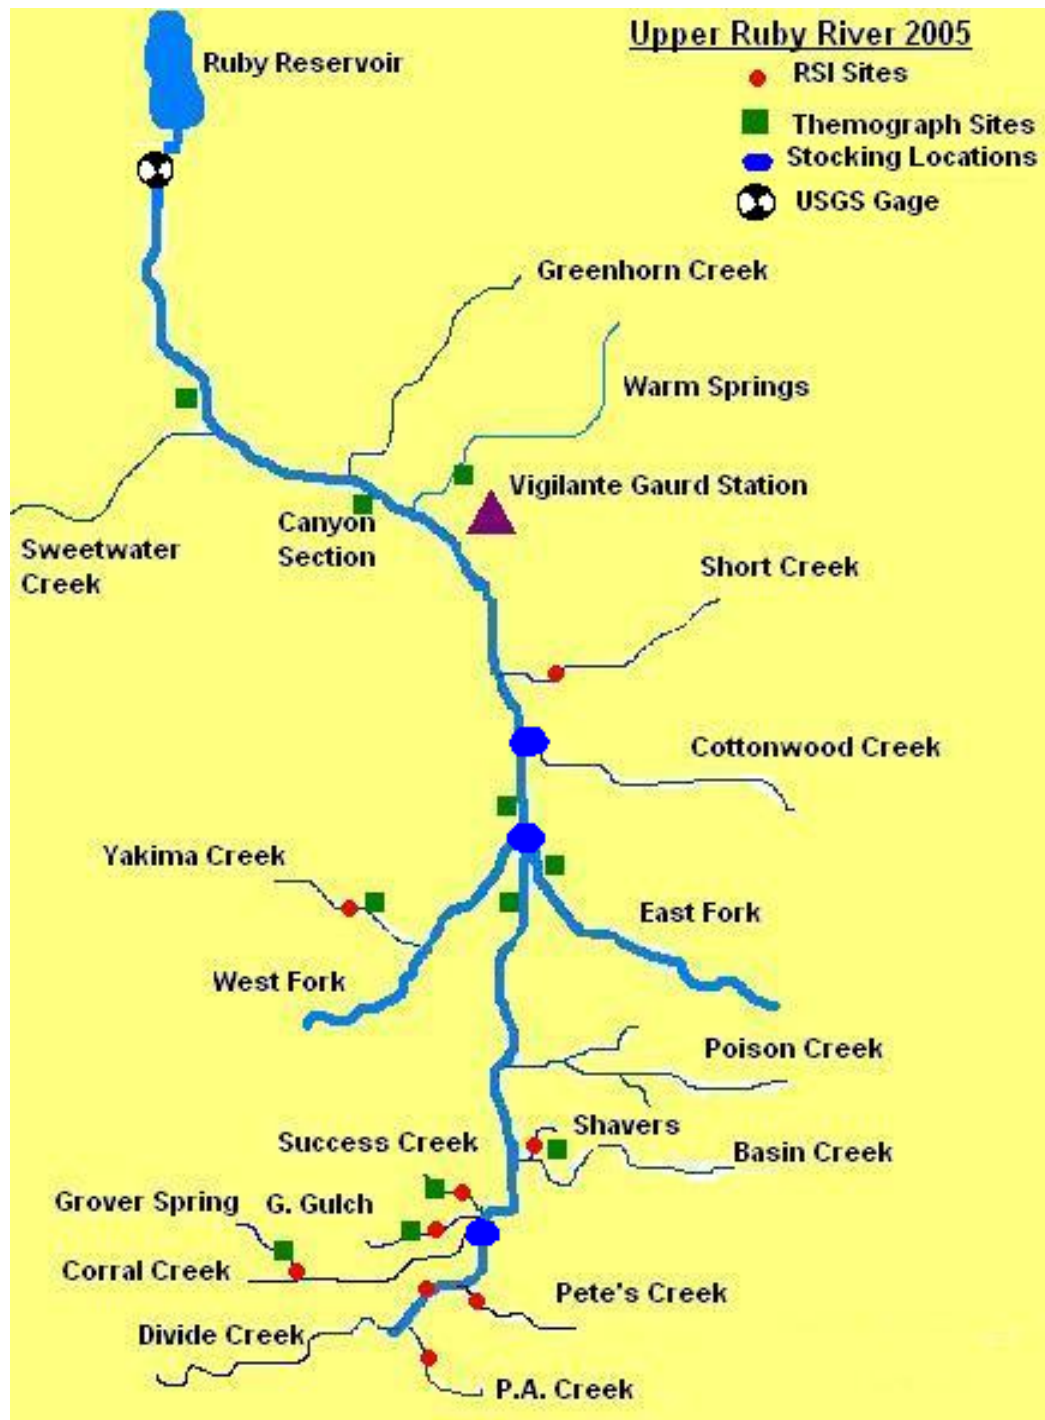 Upper Ruby River 2005
Ruby Reservoir
RSI Sites
Themograph Sites
Stocking Locations
USGS Gage
Greenhorn Creek
Warm Springs
Vigilante Gaurd Station
Canyon
Section
Sweetwater
Creek
Short Creek
Cottonwood Creek
Yakima Creek
East Fork
West Fork
Poison Creek
Shavers
Success Creek
Basin Creek
Grover Spring
G. Gulch
Corral Creek
Pete's Creek
Divide Creek
P.A. Creek